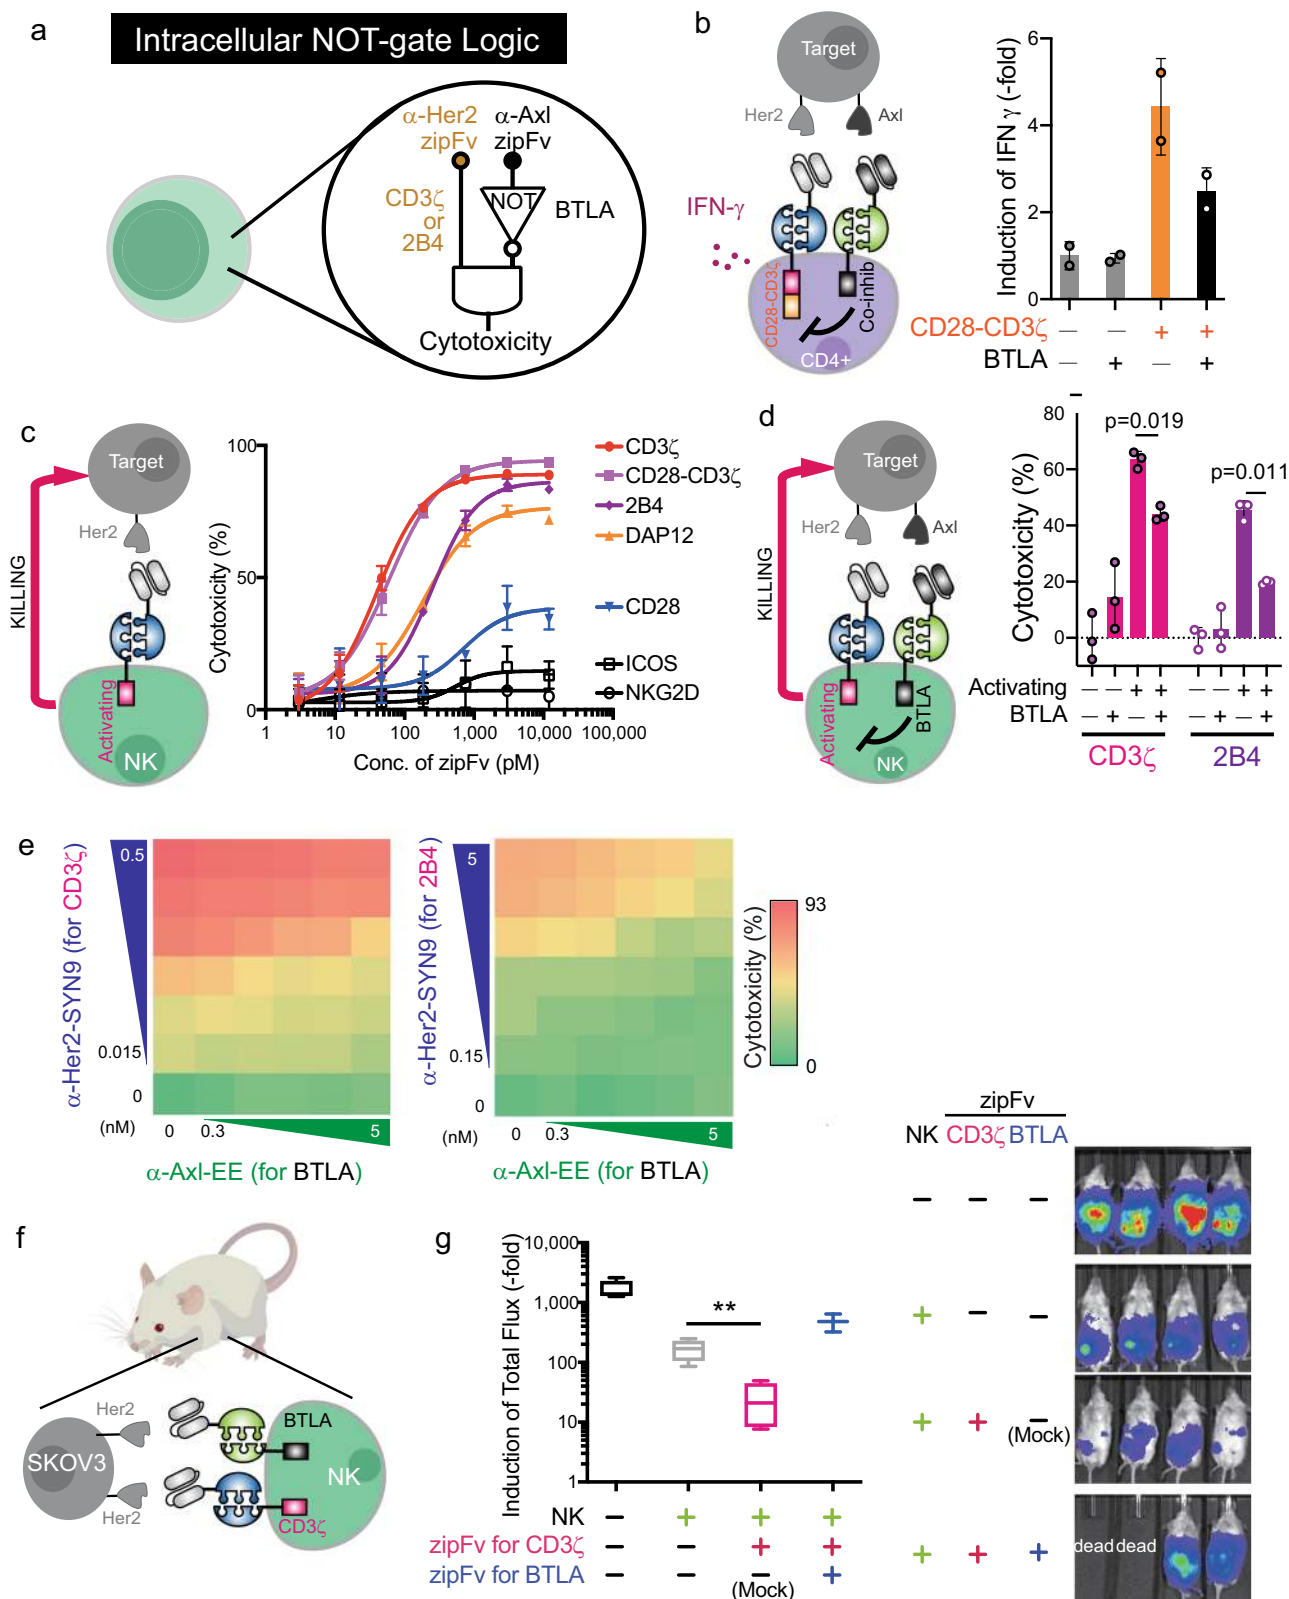 a
Intracellular NOT-gate Logic
α-Her2 α-Axl
zipFv zipFv
CD3ζ
or
2B4
NOT
BTLA
Cytotoxicity
b
Target
Her2
Axl
IFN-γ
CD28-CD3ζ
Co-inhib
CD4+
Induction of IFN γ (-fold)
6
4
2
0
CD28-CD3ζ — — + +
BTLA — + — +
c
Target
Her2
KILLING
Activating
NK
Cytotoxicity (%)
100
50
0
1 10 100 1,000 10,000 100,000
Conc. of zipFv (pM)
CD3ζ
CD28-CD3ζ
2B4
DAP12
CD28
ICOS
NKG2D
d
Target
Her2
Axl
KILLING
Activating
BTLA
NK
Cytotoxicity (%)
80
60
40
20
0
p=0.019
p=0.011
Activating — — + + — — + +
BTLA — + — + — + — +
CD3ζ 2B4
e
α-Her2-SYN9 (for CD3ζ)
0.5
0.015
0
(nM)
0 0.3 5
α-Axl-EE (for BTLA)
α-Her2-SYN9 (for 2B4)
5
0.15
0
(nM)
0 0.3 5
α-Axl-EE (for BTLA)
Cytotoxicity (%)
93
0
f
Her2
SKOV3
Her2
BTLA
NK
CD3ζ
g
Induction of Total Flux (-fold)
10,000
1,000
100
10
1
**
NK – + + +
zipFv for CD3ζ – – + +
zipFv for BTLA – – – +
(Mock)
zipFv
NK CD3ζ BTLA
– – –
+ – –
+ + –
(Mock)
+ + +
dead dead